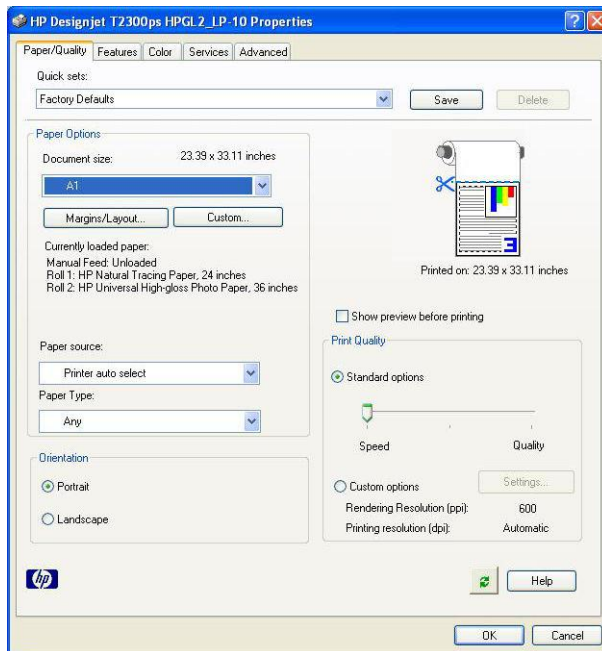 HP Designjet T2300ps HPGL2_LP-10 Properties
Paper/Quality Features Color Services Advanced
Quick sets:
Factory Defaults
Save
Delete
Paper Options
Document size: 23.39 x 33.11 inches
A1
Margins/Layout...
Custom...
Currently loaded paper:
Manual Feed: Unloaded
Roll 1: HP Natural Tracing Paper, 24 inches
Roll 2: HP Universal High-gloss Photo Paper, 36 inches
Paper source:
Printer auto select
Paper Type:
Any
Orientation
Portrait
Landscape
3
Printed on: 23.39 x 33.11 inches
Show preview before printing
Print Quality
Standard options
Speed Quality
Custom options
Settings...
Rendering Resolution (ppi): 600
Printing resolution (dpi): Automatic
hp
Help
OK
Cancel